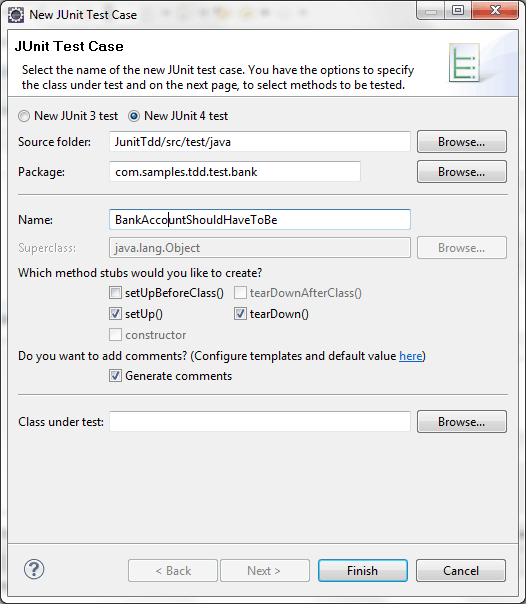 New JUnit Test Case
JUnit Test Case
Select the name of the new JUnit test case. You have the options to specify
the class under test and on the next page, to select methods to be tested.
New JUnit 3 test New JUnit 4 test
Source folder: JunitTdd/src/test/java Browse...
Package: com.samples.tdd.test.bank Browse...
Name: BankAccountShouldHaveToBe
Superclass: java.lang.Object Browse...
Which method stubs would you like to create?
setUpBeforeClass() tearDownAfterClass()
setUp() tearDown()
constructor
Do you want to add comments? (Configure templates and default value here)
Generate comments
Class under test: Browse...
? < Back Next > Finish Cancel